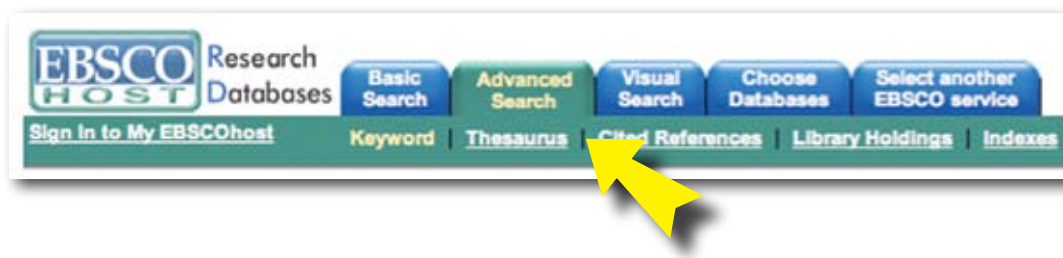 EBSCO HOST Research Databases
Basic Search
Advanced Search
Visual Search
Choose Databases
Select another EBSCO service
Sign In to My EBSCOhost
Keyword | Thesaurus | Cited References | Library Holdings | Indexes